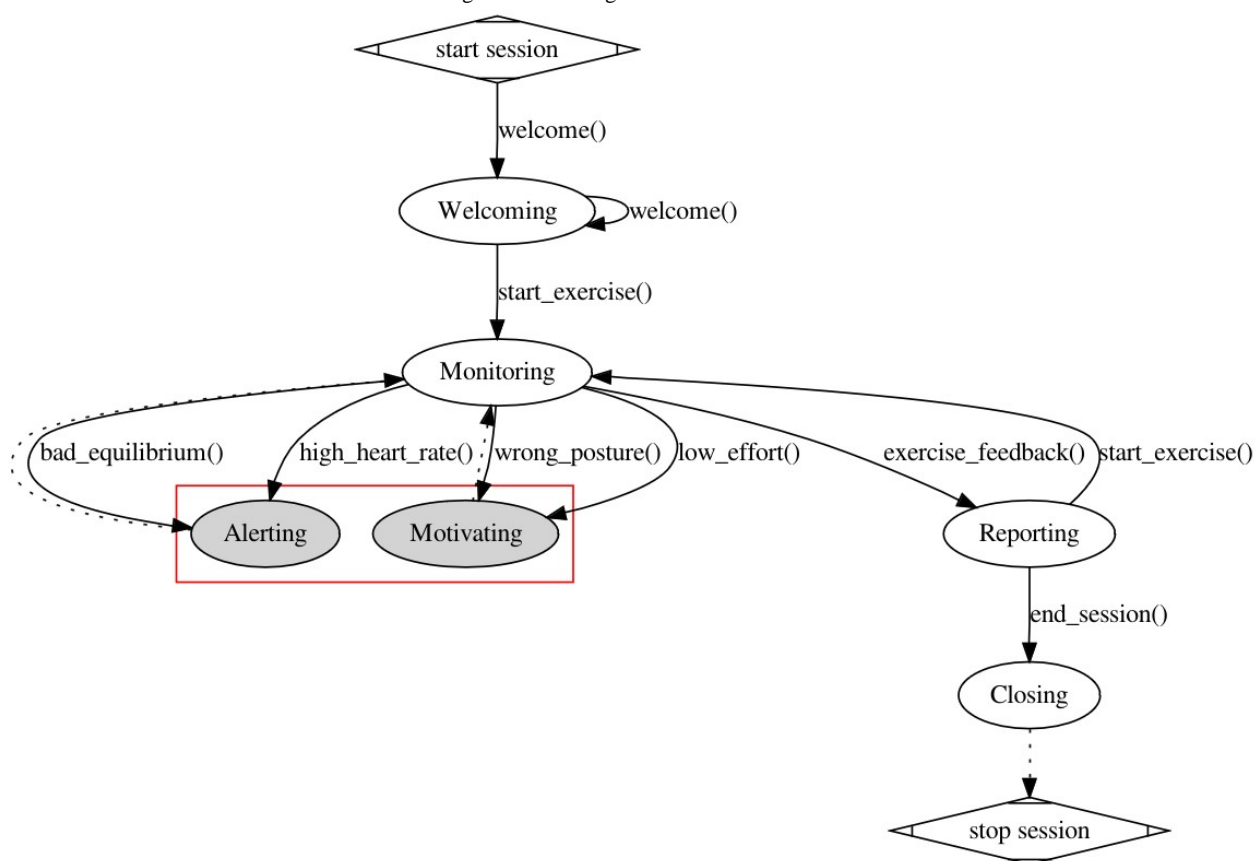 start session
welcome()
Welcoming
welcome()
start_exercise()
Monitoring
bad_equilibrium()
high_heart_rate()
wrong_posture()
low_effort()
exercise_feedback()
start_exercise()
Alerting
Motivating
Reporting
end_session()
Closing
stop session